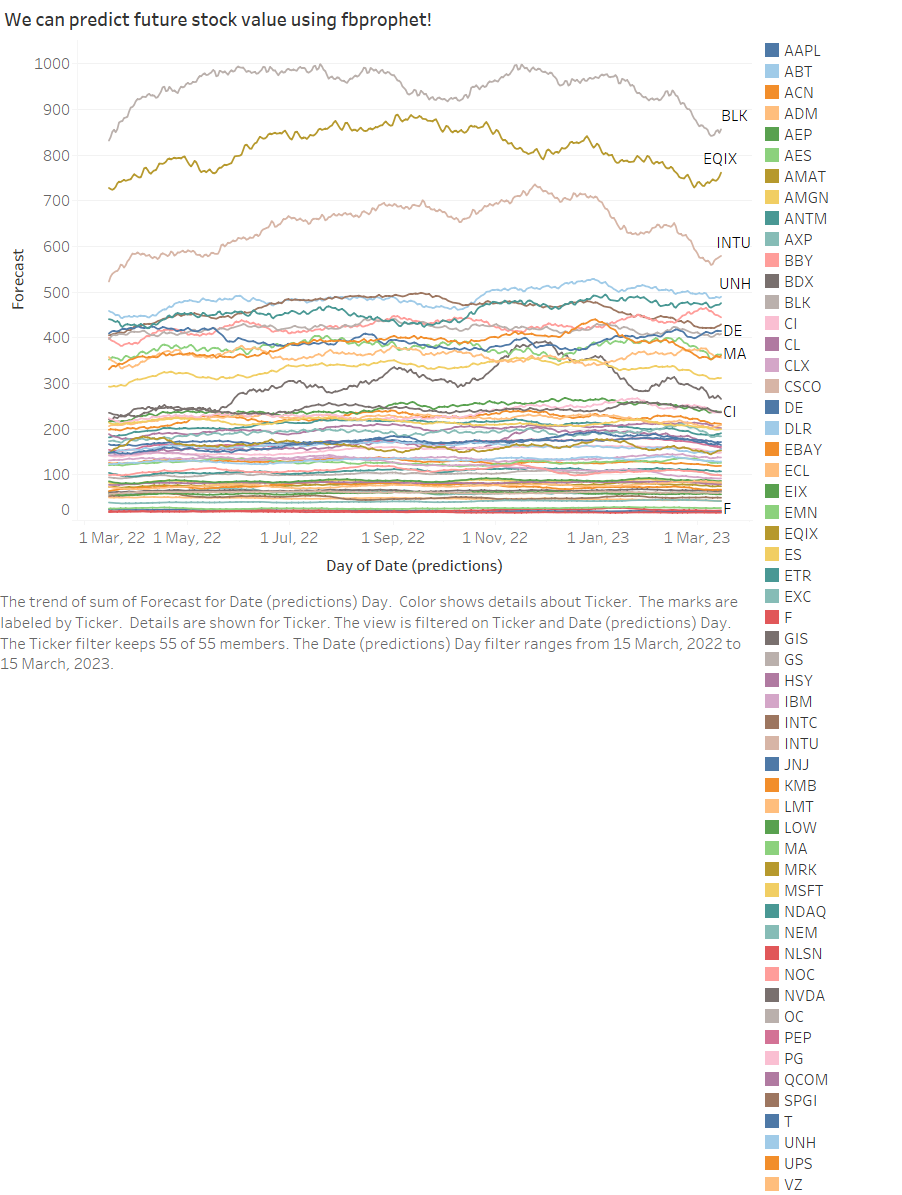 We can predict future stock value using fbprophet!
1000
900
800
700
600
500
400
300
200
100
0
Forecast
BLK
EQIX
INTU
UNH
DE
MA
CI
F
1 Mar, 22
1 May, 22
1 Jul, 22
1 Sep, 22
1 Nov, 22
1 Jan, 23
1 Mar, 23
Day of Date (predictions)
The trend of sum of Forecast for Date (predictions) Day.  Color shows details about Ticker.  The marks are
labeled by Ticker.  Details are shown for Ticker. The view is filtered on Ticker and Date (predictions) Day.
The Ticker filter keeps 55 of 55 members. The Date (predictions) Day filter ranges from 15 March, 2022 to
15 March, 2023.
AAPL
ABT
ACN
ADM
AEP
AES
AMAT
AMGN
ANTM
AXP
BBY
BDX
BLK
CI
CL
CLX
CSCO
DE
DLR
EBAY
ECL
EIX
EMN
EQIX
ES
ETR
EXC
F
GIS
GS
HSY
IBM
INTC
INTU
JNJ
KMB
LMT
LOW
MA
MRK
MSFT
NDAQ
NEM
NLSN
NOC
NVDA
OC
PEP
PG
QCOM
SPGI
T
UNH
UPS
VZ